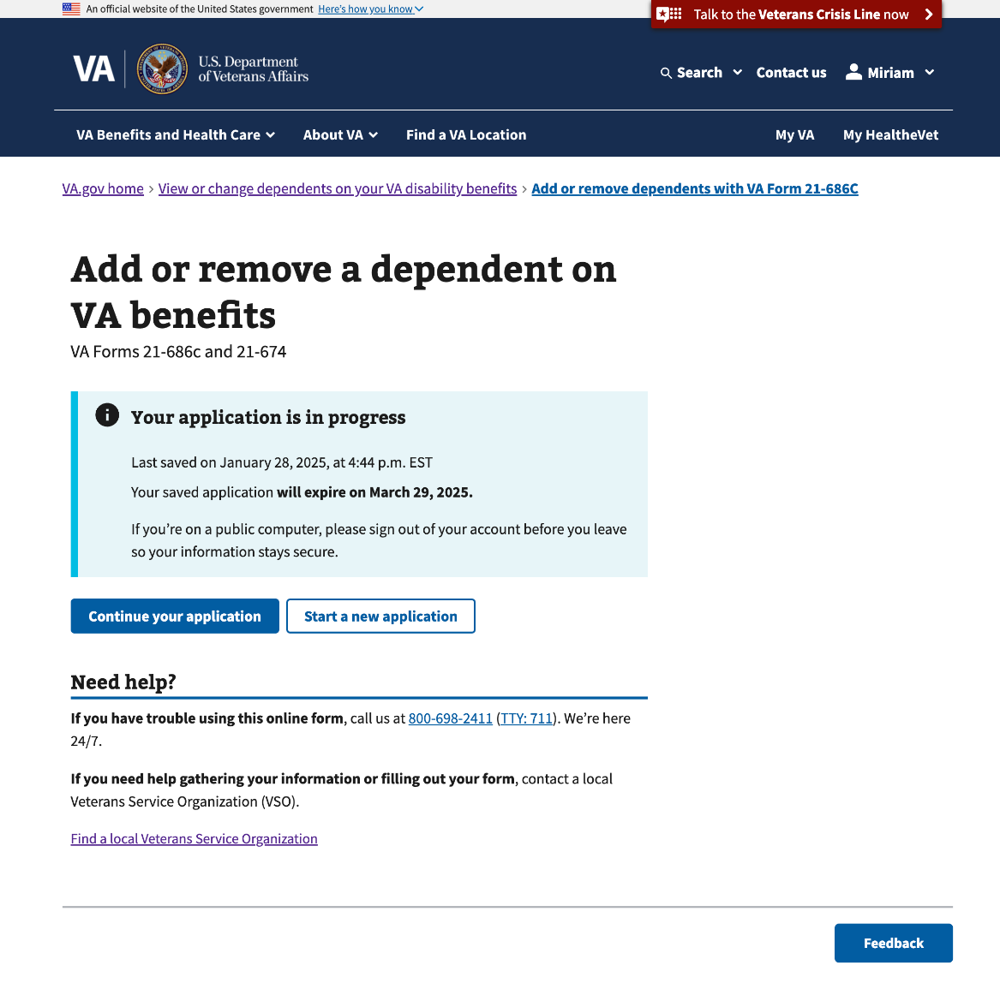 An official website of the United States government Here's how you know
Talk to the Veterans Crisis Line now
VA
U.S. Department
of Veterans Affairs
Search
Contact us
Miriam
VA Benefits and Health Care
About VA
Find a VA Location
My VA
My HealtheVet
VA.gov home › View or change dependents on your VA disability benefits › Add or remove dependents with VA Form 21-686C
Add or remove a dependent on
VA benefits
VA Forms 21-686c and 21-674
Your application is in progress
Last saved on January 28, 2025, at 4:44 p.m. EST
Your saved application will expire on March 29, 2025.
If you’re on a public computer, please sign out of your account before you leave
so your information stays secure.
Continue your application
Start a new application
Need help?
If you have trouble using this online form, call us at 800-698-2411 (TTY: 711). We’re here
24/7.
If you need help gathering your information or filling out your form, contact a local
Veterans Service Organization (VSO).
Find a local Veterans Service Organization
Feedback